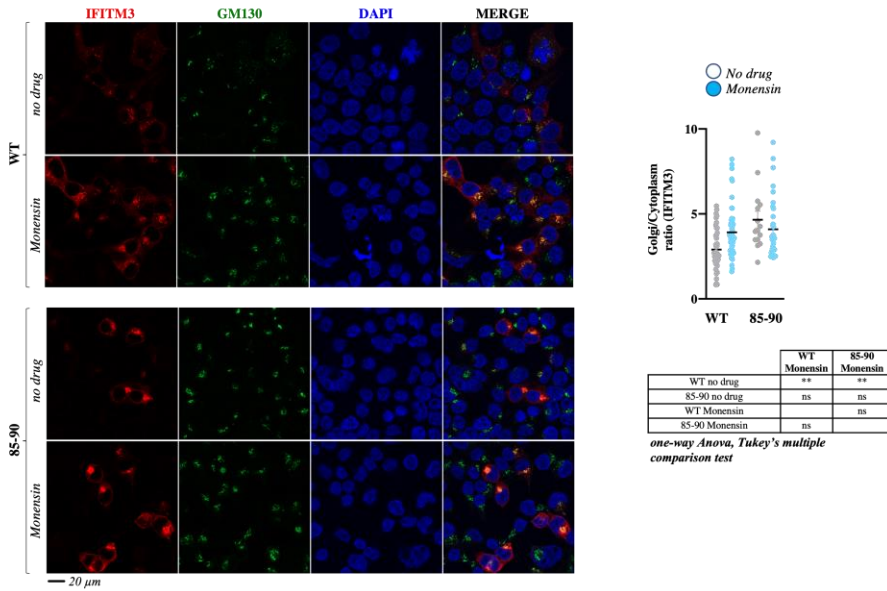 IFITM3 GM130 DAPI MERGE
WT
no drug
Monensin
85-90
no drug
Monensin
20 µm
No drug
Monensin
Golgi/Cytoplasm
ratio (IFITM3)
10
5
0
WT 85-90
WT Monensin 85-90 Monensin
WT no drug ** **
85-90 no drug ns ns
WT Monensin ns
85-90 Monensin ns
one-way Anova, Tukey's multiple
comparison test